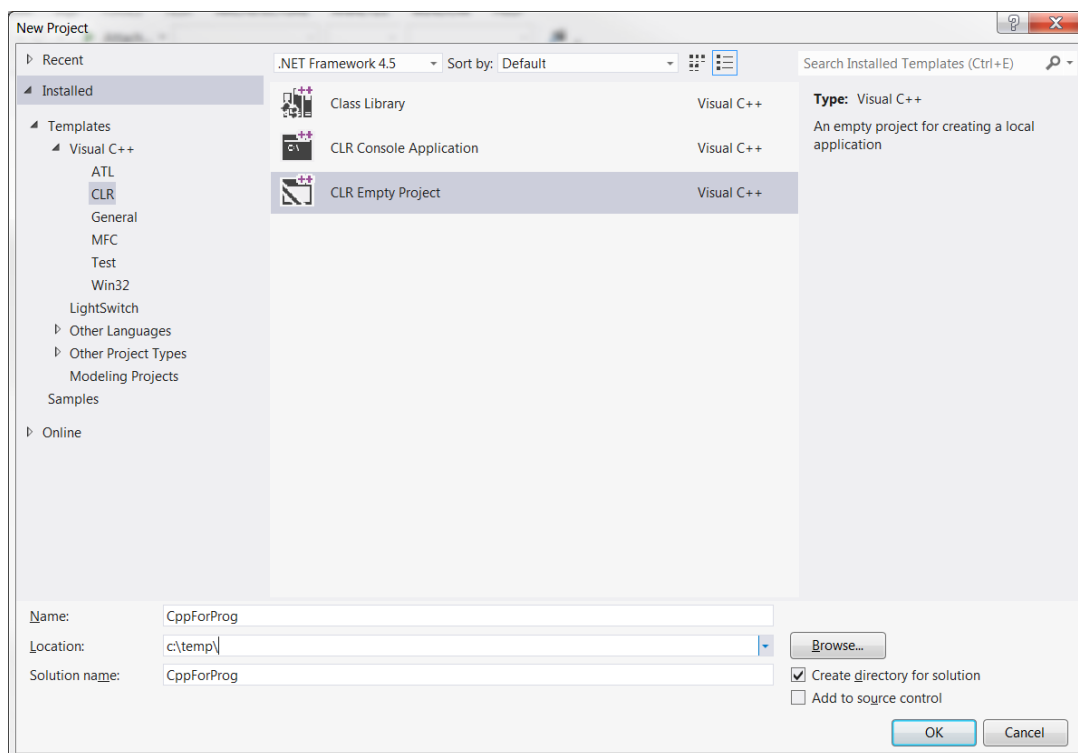 New Project
Recent
Installed
Templates
Visual C++
ATL
CLR
General
MFC
Test
Win32
LightSwitch
Other Languages
Other Project Types
Modeling Projects
Samples
Online
.NET Framework 4.5 Sort by: Default
Class Library Visual C++
CLR Console Application Visual C++
CLR Empty Project Visual C++
Search Installed Templates (Ctrl+E)
Type: Visual C++
An empty project for creating a local
application
Name: CppForProg
Location: c:\temp\
Browse...
Solution name: CppForProg
Create directory for solution
Add to source control
OK Cancel